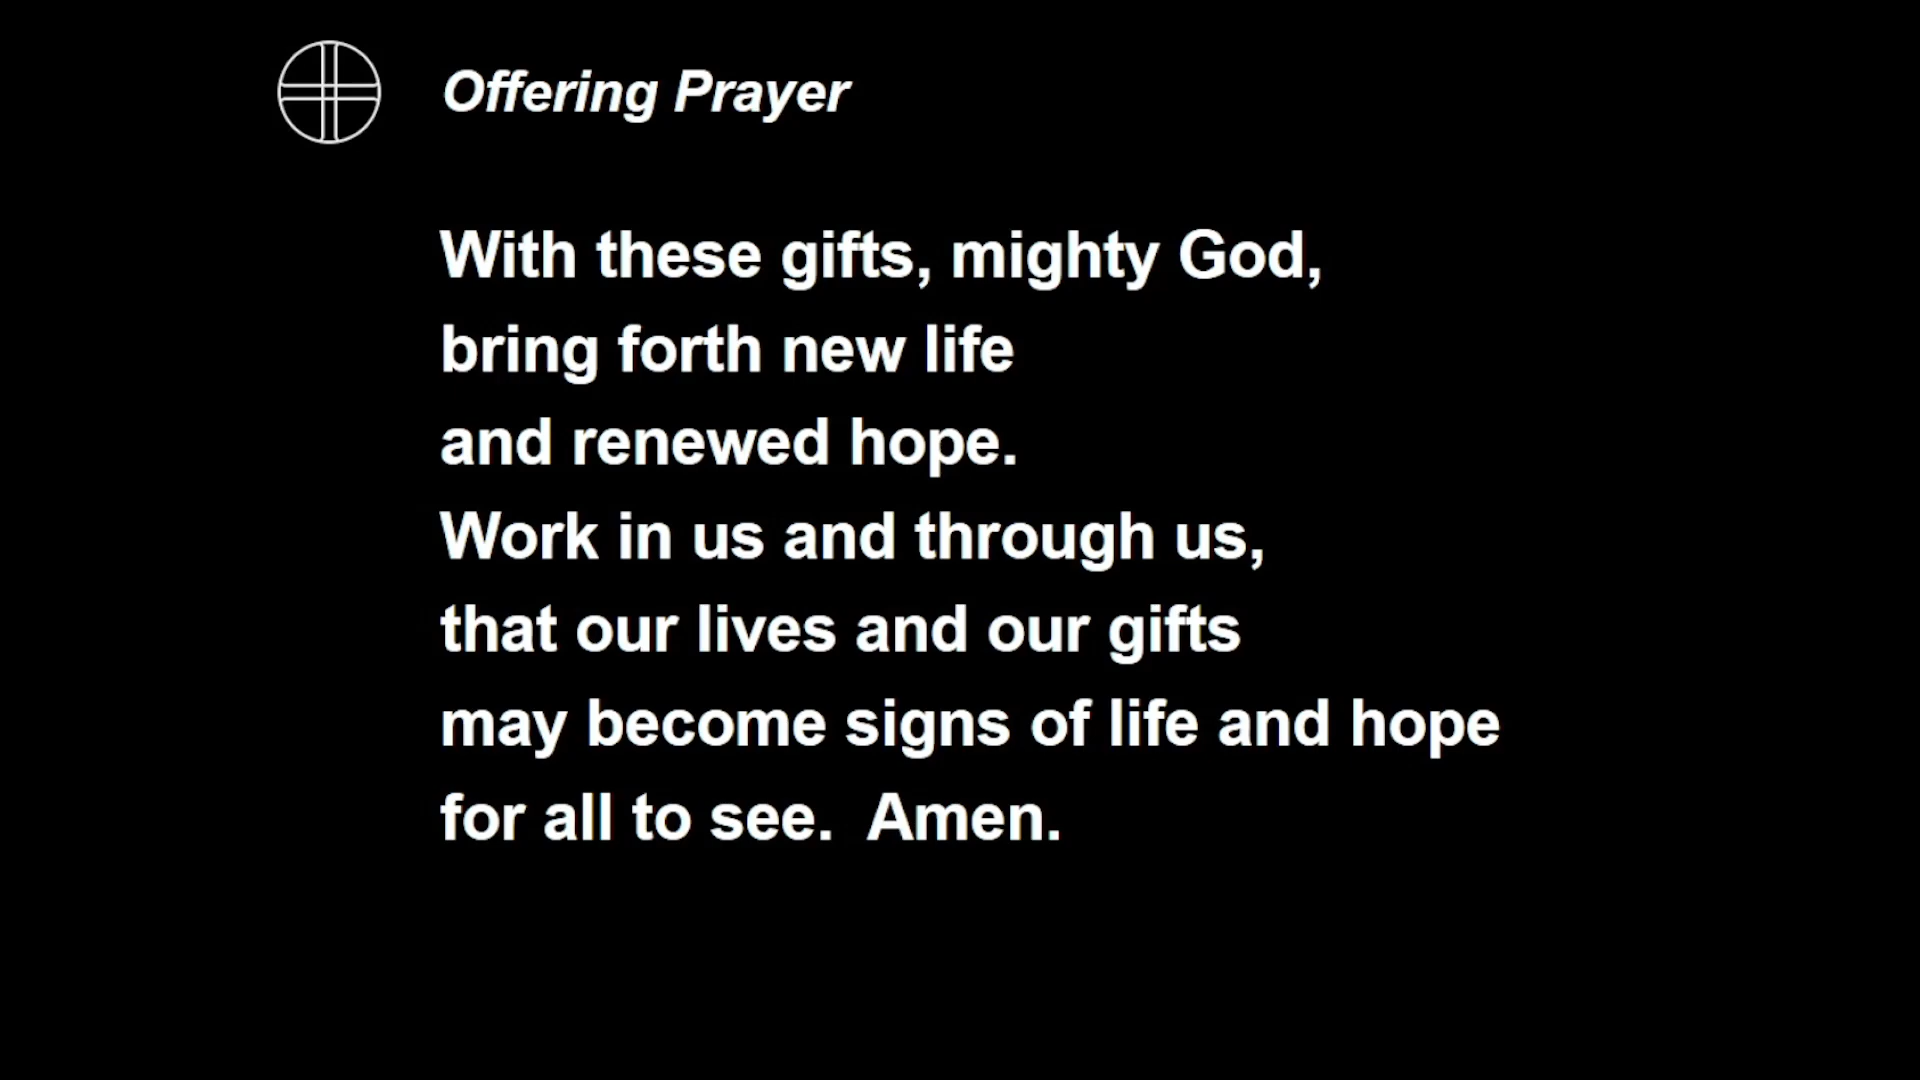 Offering Prayer
With these gifts, mighty God,
bring forth new life
and renewed hope.
Work in us and through us,
that our lives and our gifts
may become signs of life and hope
for all to see.  Amen.